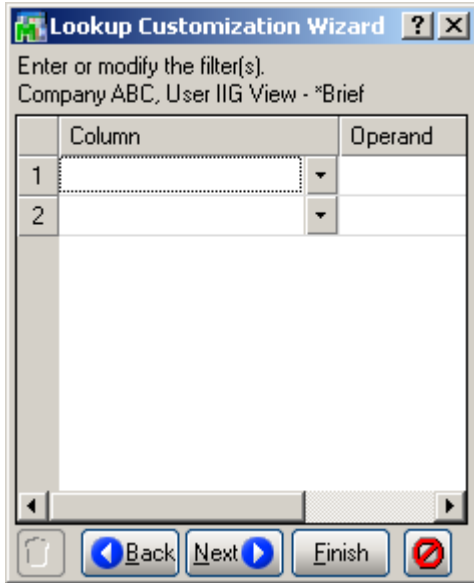 Lookup Customization Wizard
Enter or modify the filter(s).
Company ABC, User IIG View - *Brief
Column Operand
1
2
Back Next Finish